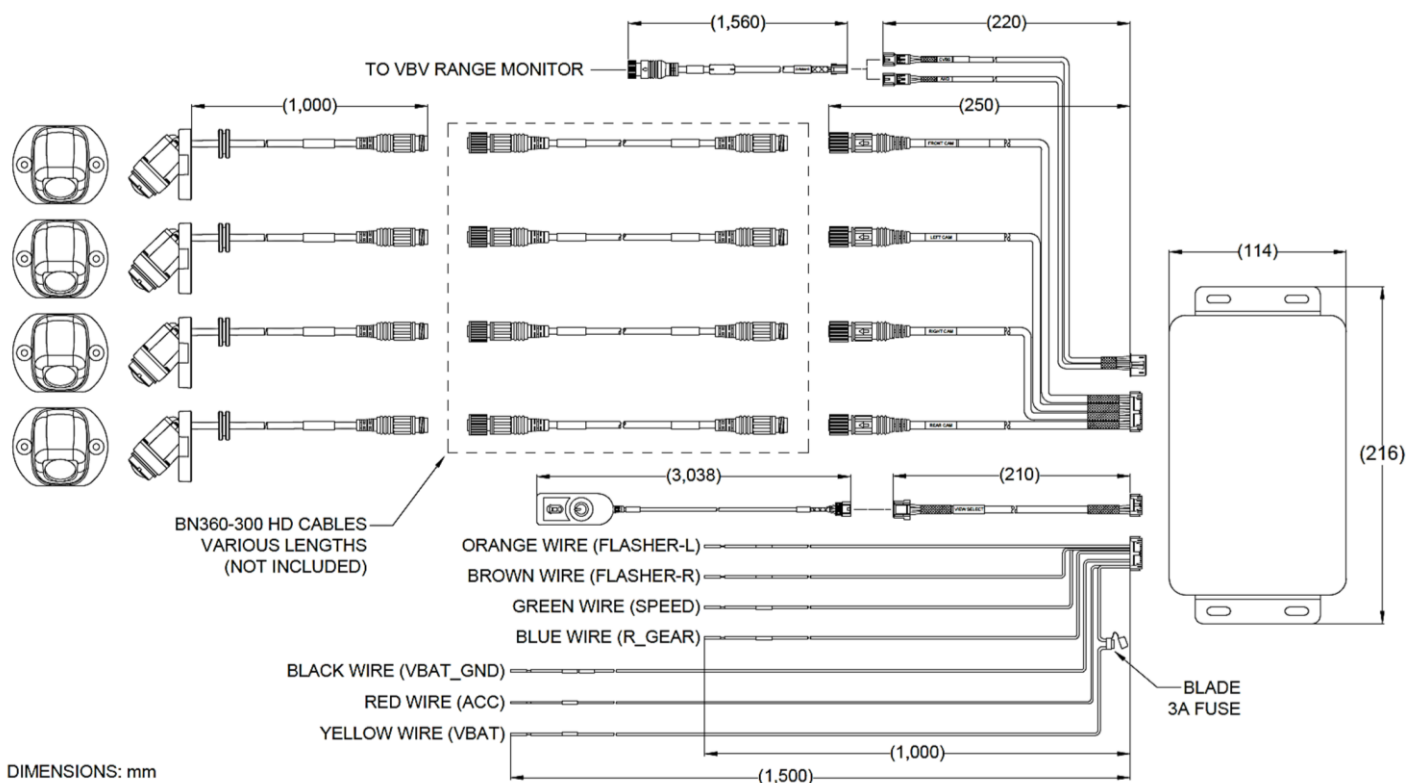 (1,560)
(220)
TO VBV RANGE MONITOR
CVBS
AHD
(1,000)
(250)
FRONT CAM
LEFT CAM
(114)
RIGHT CAM
REAR CAM
(216)
(3,038)
(210)
VIEW SELECT
BN360-300 HD CABLES
VARIOUS LENGTHS
(NOT INCLUDED)
ORANGE WIRE (FLASHER-L)
BROWN WIRE (FLASHER-R)
GREEN WIRE (SPEED)
BLUE WIRE (R_GEAR)
BLACK WIRE (VBAT_GND)
RED WIRE (ACC)
YELLOW WIRE (VBAT)
BLADE
3A FUSE
(1,000)
(1,500)
DIMENSIONS: mm